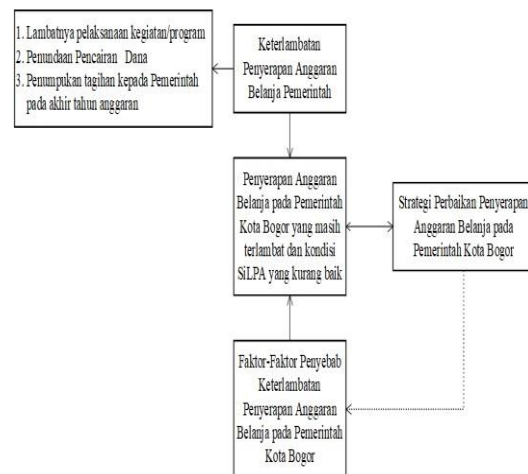 1. Lambatnya pelaksanaan kegiatan/program
2. Penundaan Pencairan Dana
3. Penumpukan tagihan kepada Pemerintah
pada akhir tahun anggaran
Keterlambatan
Penyerapan Anggaran
Belanja Pemerintah
Penyerapan Anggaran
Belanja pada Pemerintah
Kota Bogor yang masih
terlambat dan kondisi
SiLPA yang kurang baik
Strategi Perbaikan Penyerapan
Anggaran Belanja pada
Pemerintah Kota Bogor
Faktor-Faktor Penyebab
Keterlambatan
Penyerapan Anggaran
Belanja pada Pemerintah
Kota Bogor